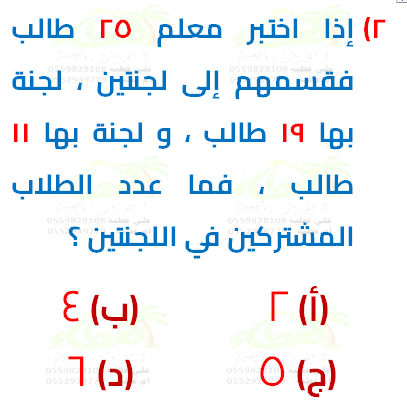 ٢) إذا اختبر معلم ٢٥ طالب
فقسمهم إلى لجنتين ، لجنة
بها ١٩ طالب ، و لجنة بها ١١
طالب ، فما عدد الطلاب
المشتركين في اللجنتين ؟
(أ) ٢ (ب) ٤
(ج) ٥ (د) ٦